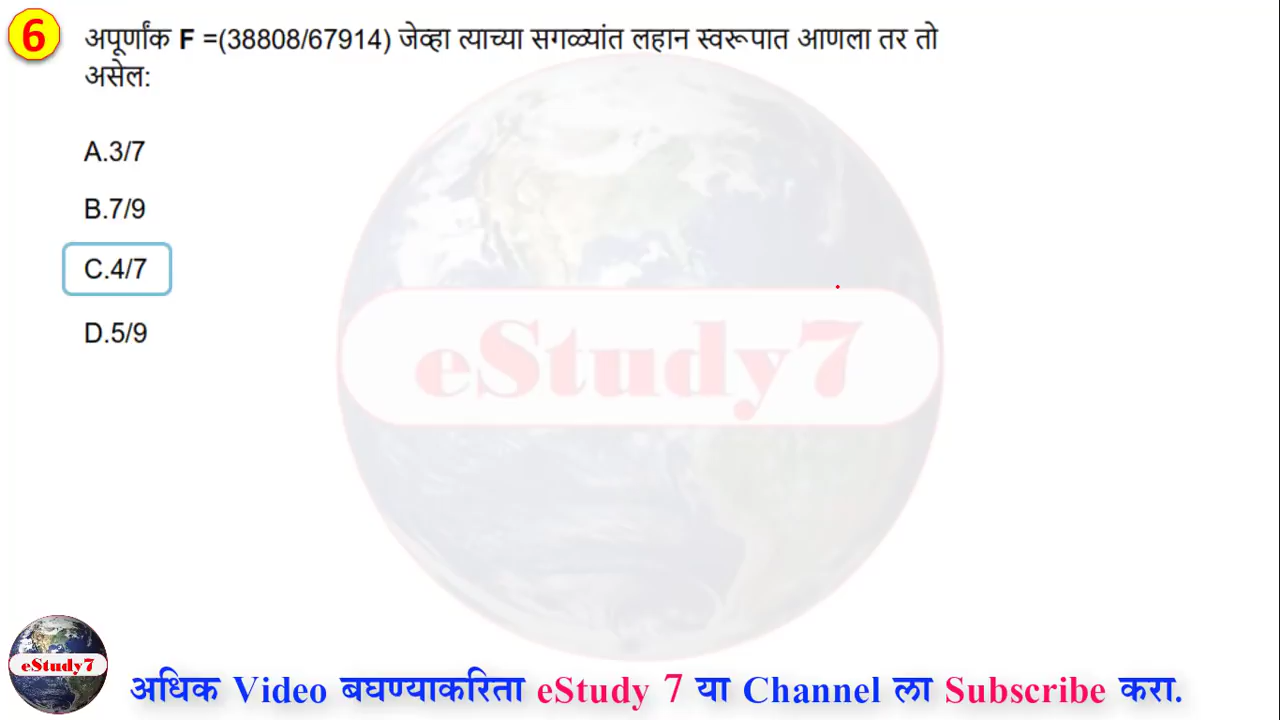 6
अपूर्णांक F =(38808/67914) जेव्हा त्याच्या सगळ्यांत लहान स्वरूपात आणला तर तो
असेल:
A.3/7
B.7/9
C.4/7
D.5/9
eStudy7
eStudy7
अधिक Video बघण्याकरिता eStudy 7 या Channel ला Subscribe करा.